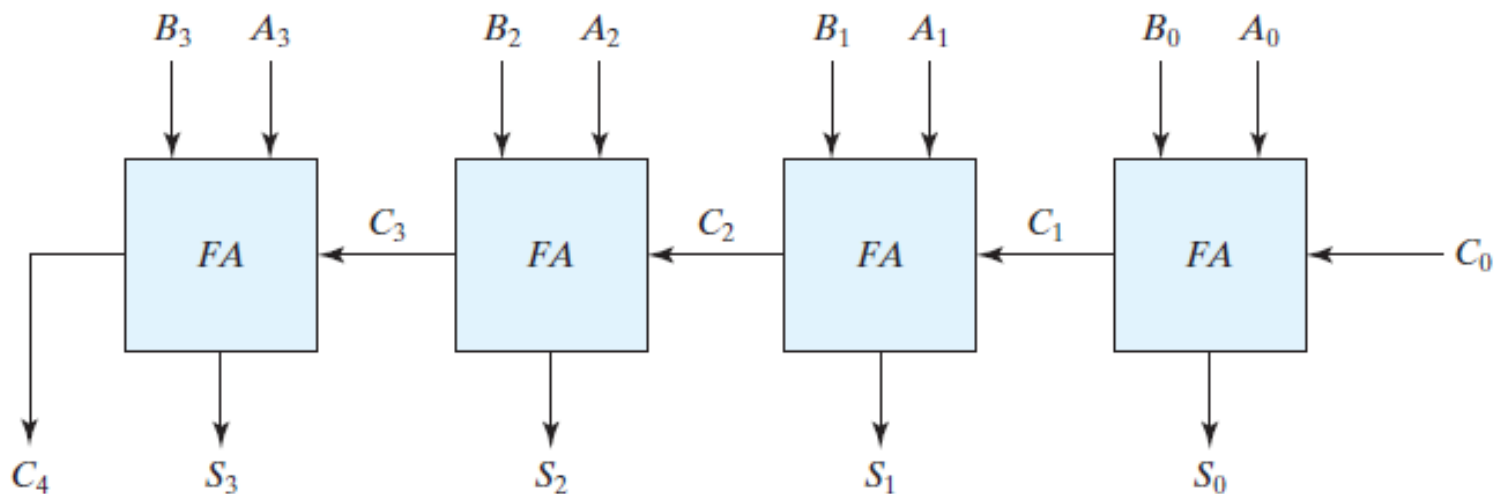 B₃ A₃ B₂ A₂ B₁ A₁ B₀ A₀
C₃ C₂ C₁
FA FA FA FA C₀
C₄ S₃ S₂ S₁ S₀